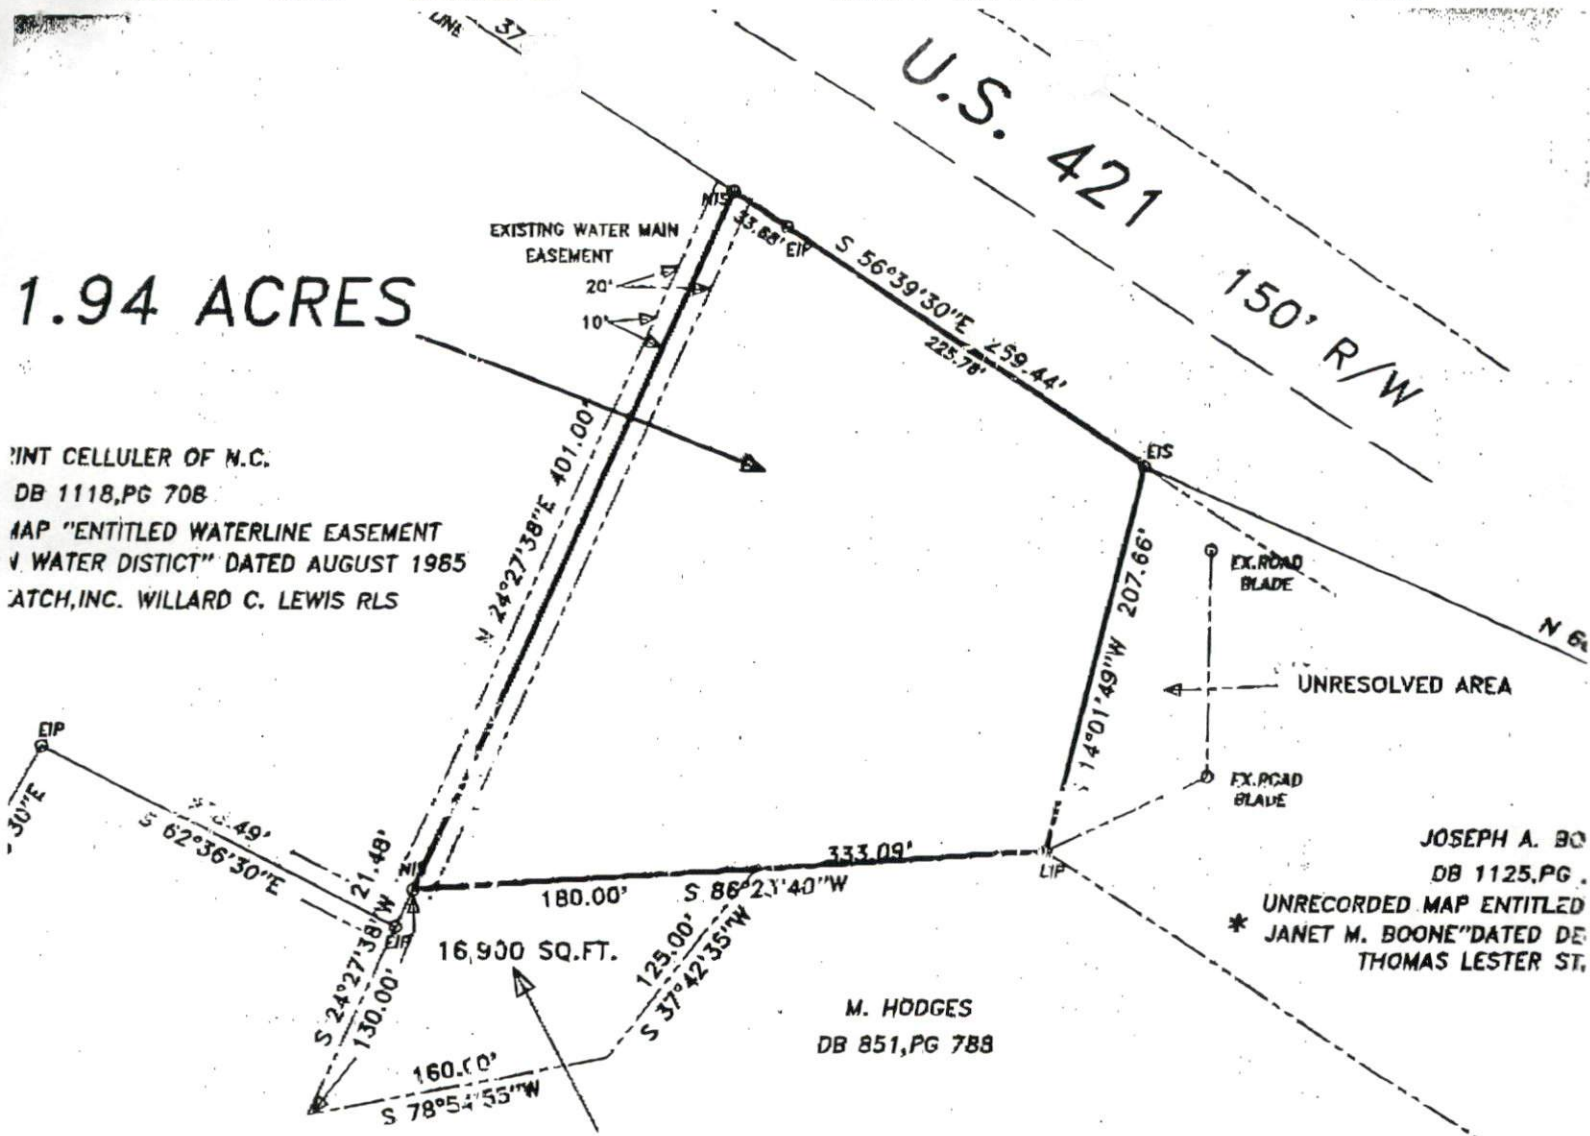 LINE
37
U.S. 421
150' R/W
NIS
33.68'
EIP
EXISTING WATER MAIN
EASEMENT
20'
10'
S 56°39'30"E 259.44'
225.78'
1.94 ACRES
EIS
N 24°27'38"E 401.00'
INT CELLULER OF N.C.
DB 1118,PG 708
MAP "ENTITLED WATERLINE EASEMENT
WATER DISTICT" DATED AUGUST 1985
ATCH,INC. WILLARD C. LEWIS RLS
207.66'
14°01'49"W
EX.ROAD
BLADE
N 6
UNRESOLVED AREA
EIP
30"E
.49'
S 62°36'30"E
21.48'
EX.ROAD
BLADE
333.09'
180.00'
S 86°23'40"W
EIP
16,900 SQ.FT.
S 24°27'38"W
130.00'
125.00'
S 37°42'35"W
160.00'
S 78°54'55"W
M. HODGES
DB 851,PG 788
JOSEPH A. BO
DB 1125,PG .
UNRECORDED MAP ENTITLED
* JANET M. BOONE"DATED DE
THOMAS LESTER ST.